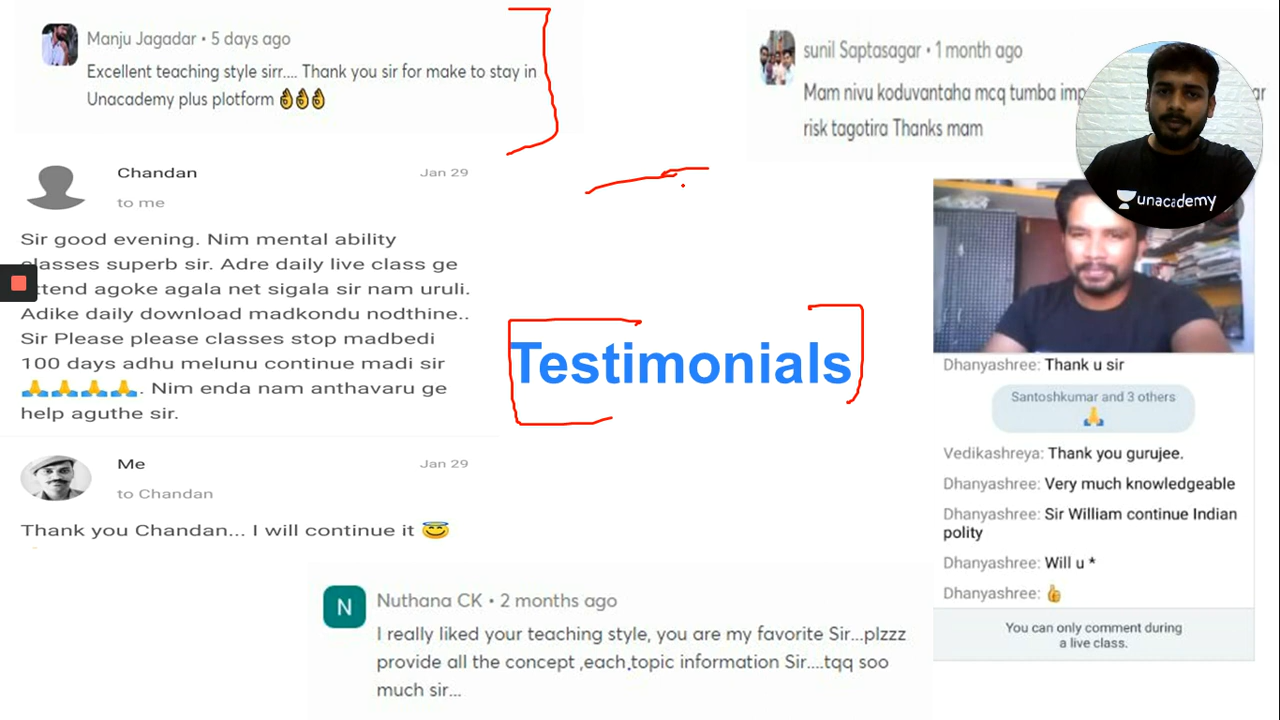 Manju Jagadar • 5 days ago
Excellent teaching style sirr.... Thank you sir for make to stay in
Unacademy plus plotform 👌👌👌
sunil Saptasagar • 1 month ago
Mam nivu koduvantaha mcq tumba
risk tagotira Thanks mam
unacademy
Chandan
Jan 29
to me
Sir good evening. Nim mental ability
classes superb sir. Adre daily live class ge
attend agoke agala net sigala sir nam uruli.
Adike daily download madkondu nodthine..
Sir Please please classes stop madbedi
100 days adhu melunu continue madi sir
🙏🙏🙏🙏. Nim enda nam anthavaru ge
help aguthe sir.
Me
Jan 29
to Chandan
Thank you Chandan... I will continue it 😇
Testimonials
Dhanyashree: Thank u sir
Santoshkumar and 3 others
🙏
Vedikashreya: Thank you gurujee.
Dhanyashree: Very much knowledgeable
Dhanyashree: Sir William continue Indian
polity
Dhanyashree: Will u *
Dhanyashree: 👍
You can only comment during
a live class.
N
Nuthana CK • 2 months ago
I really liked your teaching style, you are my favorite Sir...plzzz
provide all the concept ,each,topic information Sir....tqq soo
much sir...